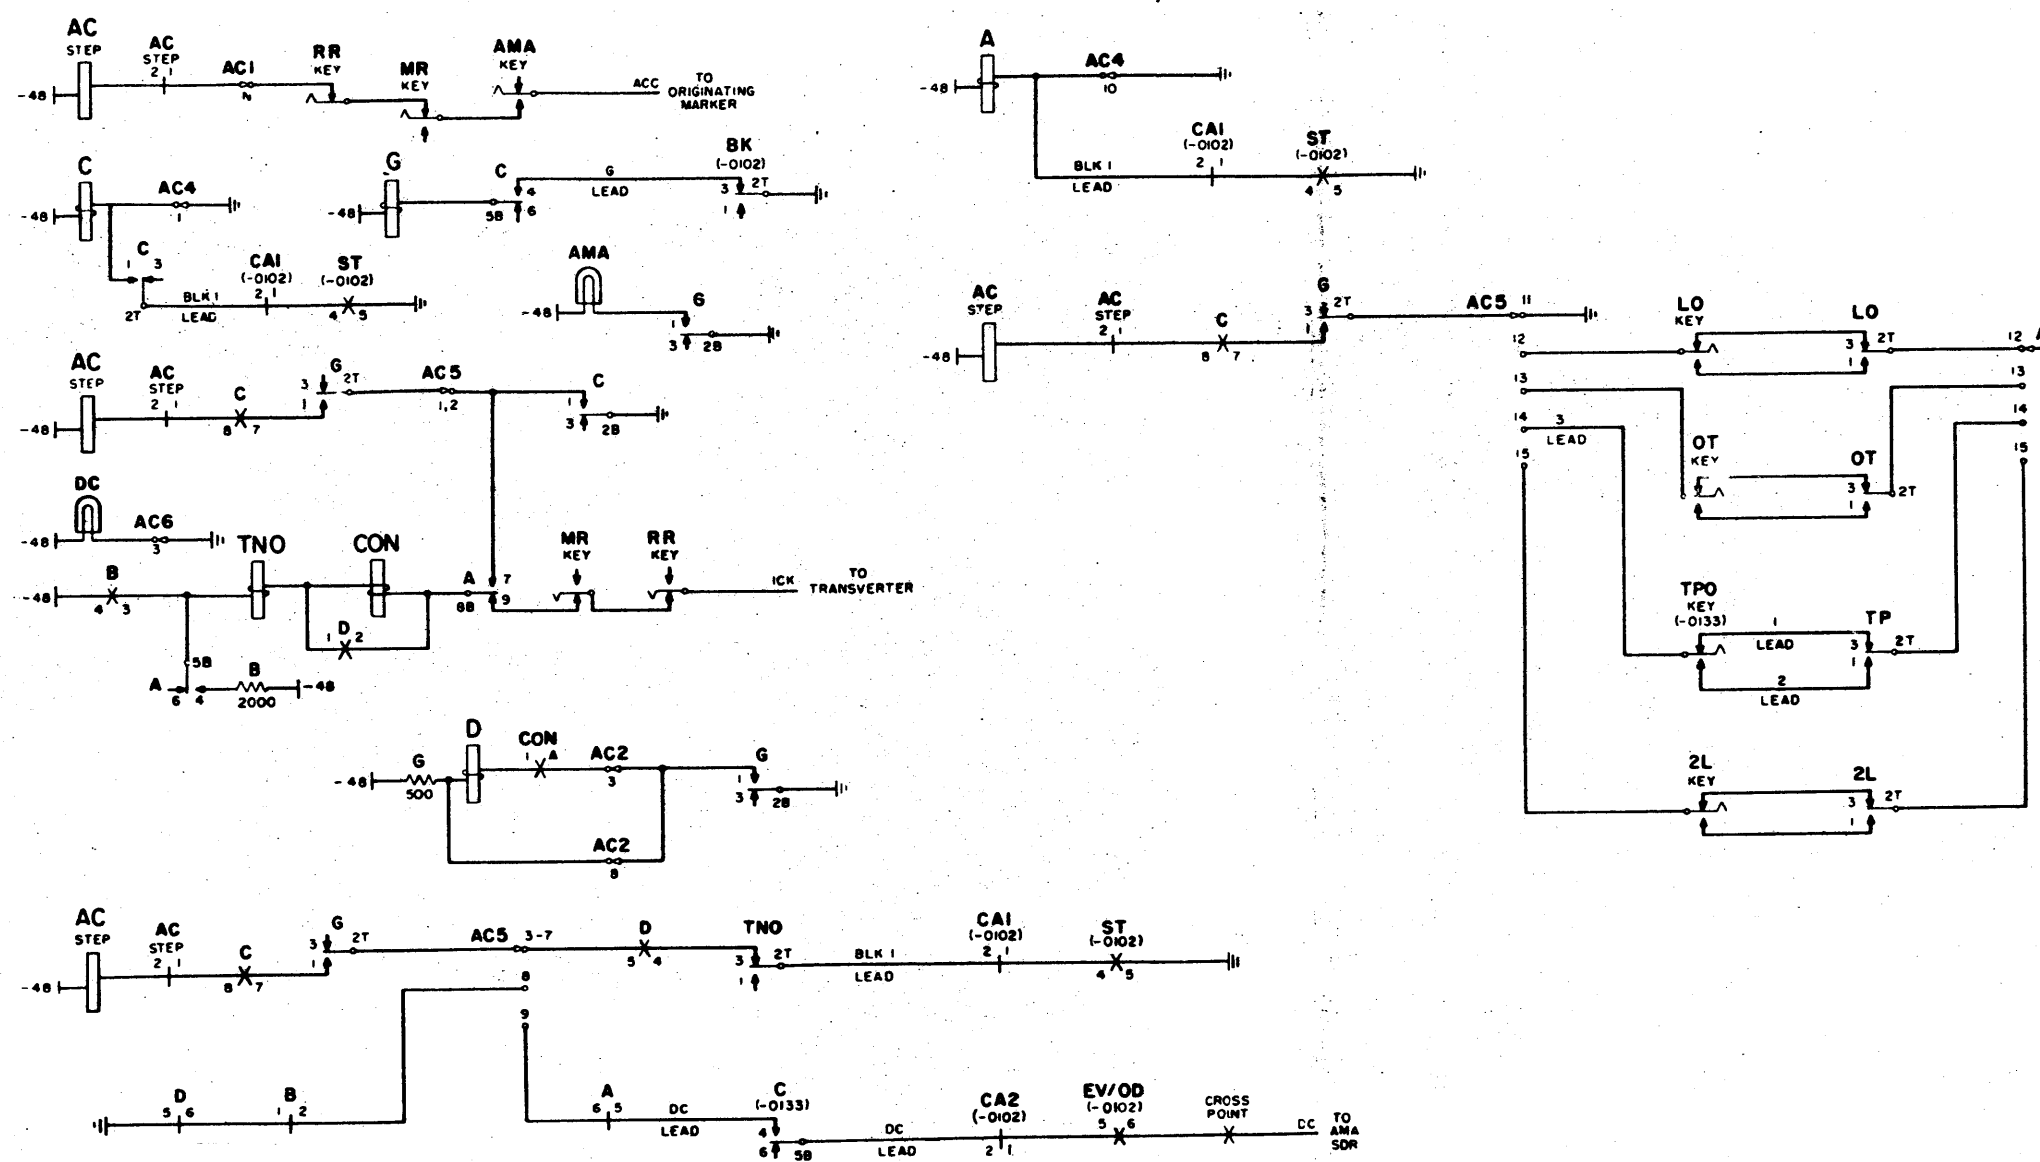 AC
STEP
-48
AC
STEP
2 1
AC1
N
RR
KEY
MR
KEY
AMA
KEY
ACC
TO
ORIGINATING
MARKER
C
-48
AC4
1
C
1 3
2T
BLK 1
LEAD
CA1
(-0102)
2 1
ST
(-0102)
4 5
G
-48
C
5B
4
6
G
LEAD
BK
(-0102)
3 2T
1
AMA
-48
G
1
3 2B
AC
STEP
-48
AC
STEP
2 1
C
8 7
G
3 2T
1
AC5
1,2
C
1
3 2B
DC
-48
AC6
3
B
-48
4 3
TNO
CON
D
1 2
A
8B
7
9
MR
KEY
RR
KEY
ICK
TO
TRANSVERTER
5B
A
6 4
B
2000
-48
-48
G
500
D
CON
1
AC2
3
G
1
3 2B
AC2
8
AC
STEP
-48
AC
STEP
2 1
C
8 7
G
3 2T
1
AC5
3-7
8
9
D
5 4
TNO
3 2T
1
BLK 1
LEAD
CA1
(-0102)
2 1
ST
(-0102)
4 5
D
5 6
B
1 2
A
6 5
DC
LEAD
C
(-0133)
4
6 5B
DC
LEAD
CA2
(-0102)
2 1
EV/OD
(-0102)
5 6
CROSS
POINT
DC
TO
AMA
SDR
A
-48
AC4
10
BLK 1
LEAD
CA1
(-0102)
2 1
ST
(-0102)
4 5
AC
STEP
-48
AC
STEP
2 1
C
8 7
G
3 2T
1
AC5
11
12
13
14
15
3
LEAD
LO
KEY
LO
3 2T
1
12
13
14
15
OT
KEY
OT
3 2T
1
TPO
KEY
(-0133)
1
LEAD
2
LEAD
TP
3 2T
1
2L
KEY
2L
3 2T
1